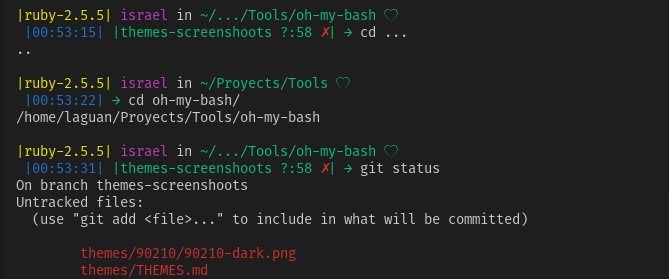 |ruby-2.5.5| israel in ~/.../Tools/oh-my-bash ♡
|00:53:15| |themes-screenshoots ?:58 ✗| → cd ...
..
|ruby-2.5.5| israel in ~/Proyects/Tools ♡
|00:53:22| → cd oh-my-bash/
/home/laguan/Proyects/Tools/oh-my-bash
|ruby-2.5.5| israel in ~/.../Tools/oh-my-bash ♡
|00:53:31| |themes-screenshoots ?:58 ✗| → git status
On branch themes-screenshoots
Untracked files:
(use "git add <file>..." to include in what will be committed)
themes/90210/90210-dark.png
themes/THEMES.md